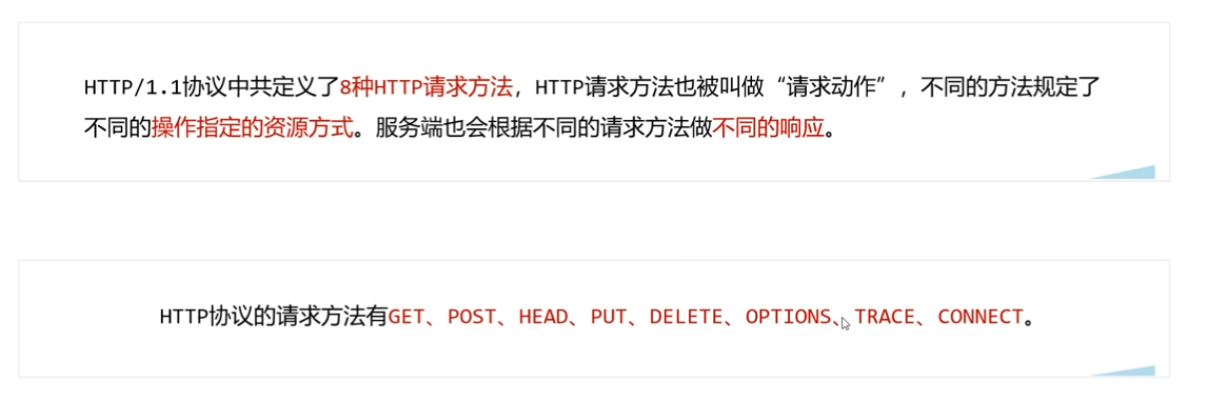 HTTP/1.1协议中共定义了8种HTTP请求方法，HTTP请求方法也被叫做“请求动作”，不同的方法规定了
不同的操作指定的资源方式。服务端也会根据不同的请求方法做不同的响应。
HTTP协议的请求方法有GET、POST、HEAD、PUT、DELETE、OPTIONS、TRACE、CONNECT。